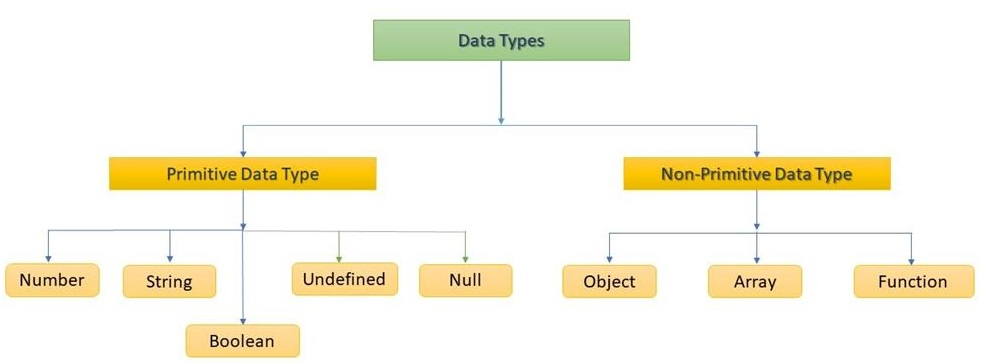 Data Types
Primitive Data Type
Non-Primitive Data Type
Number
String
Undefined
Null
Object
Array
Function
Boolean